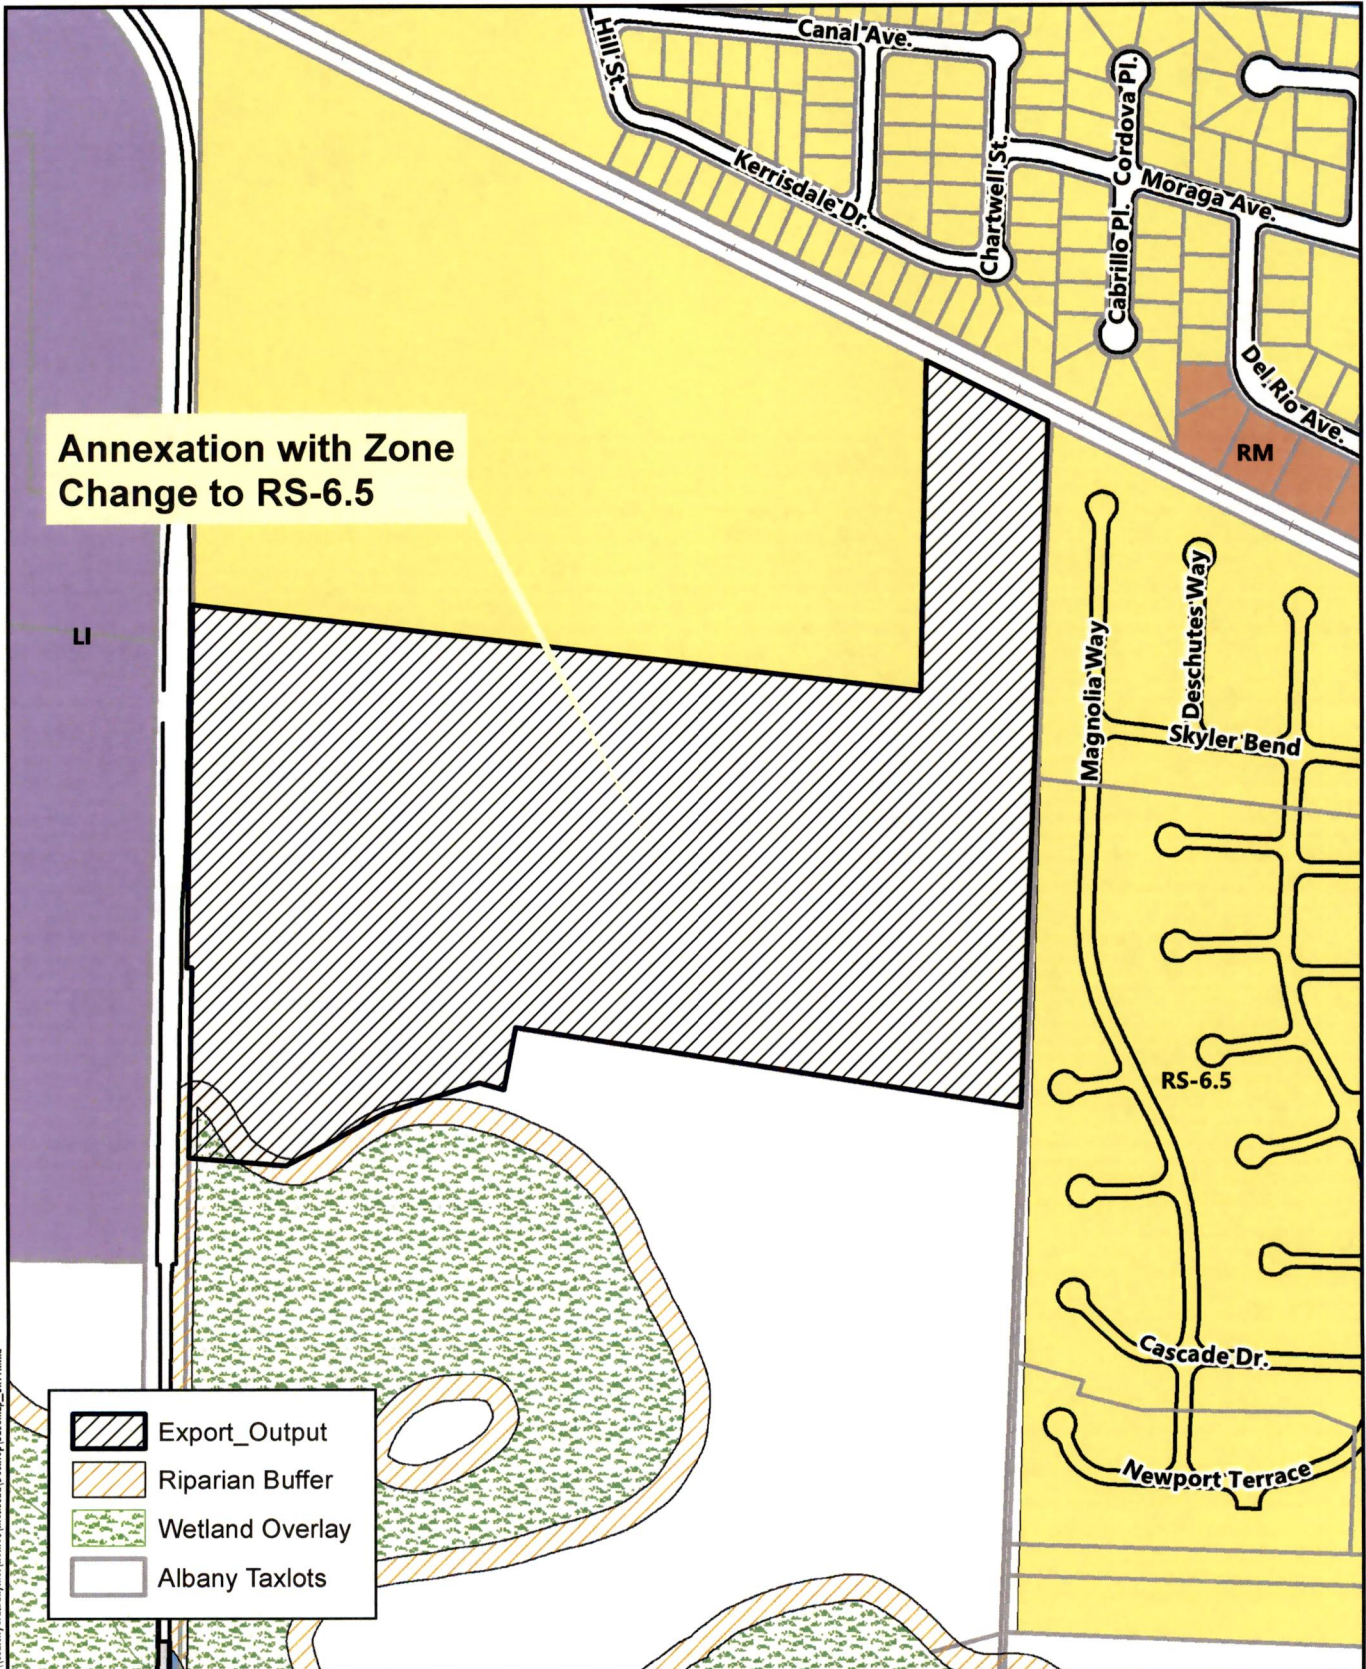 Hill St.
Canal Ave.
Kerrisdale Dr.
Chartwell St.
Cordova Pl.
Cabrillo Pl.
Moraga Ave.
Del Rio Ave.
RM
Annexation with Zone
Change to RS-6.5
LI
Magnolia Way
Deschutes Way
Skyler Bend
RS-6.5
Cascade Dr.
Newport Terrace
Export_Output
Riparian Buffer
Wetland Overlay
Albany Taxlots